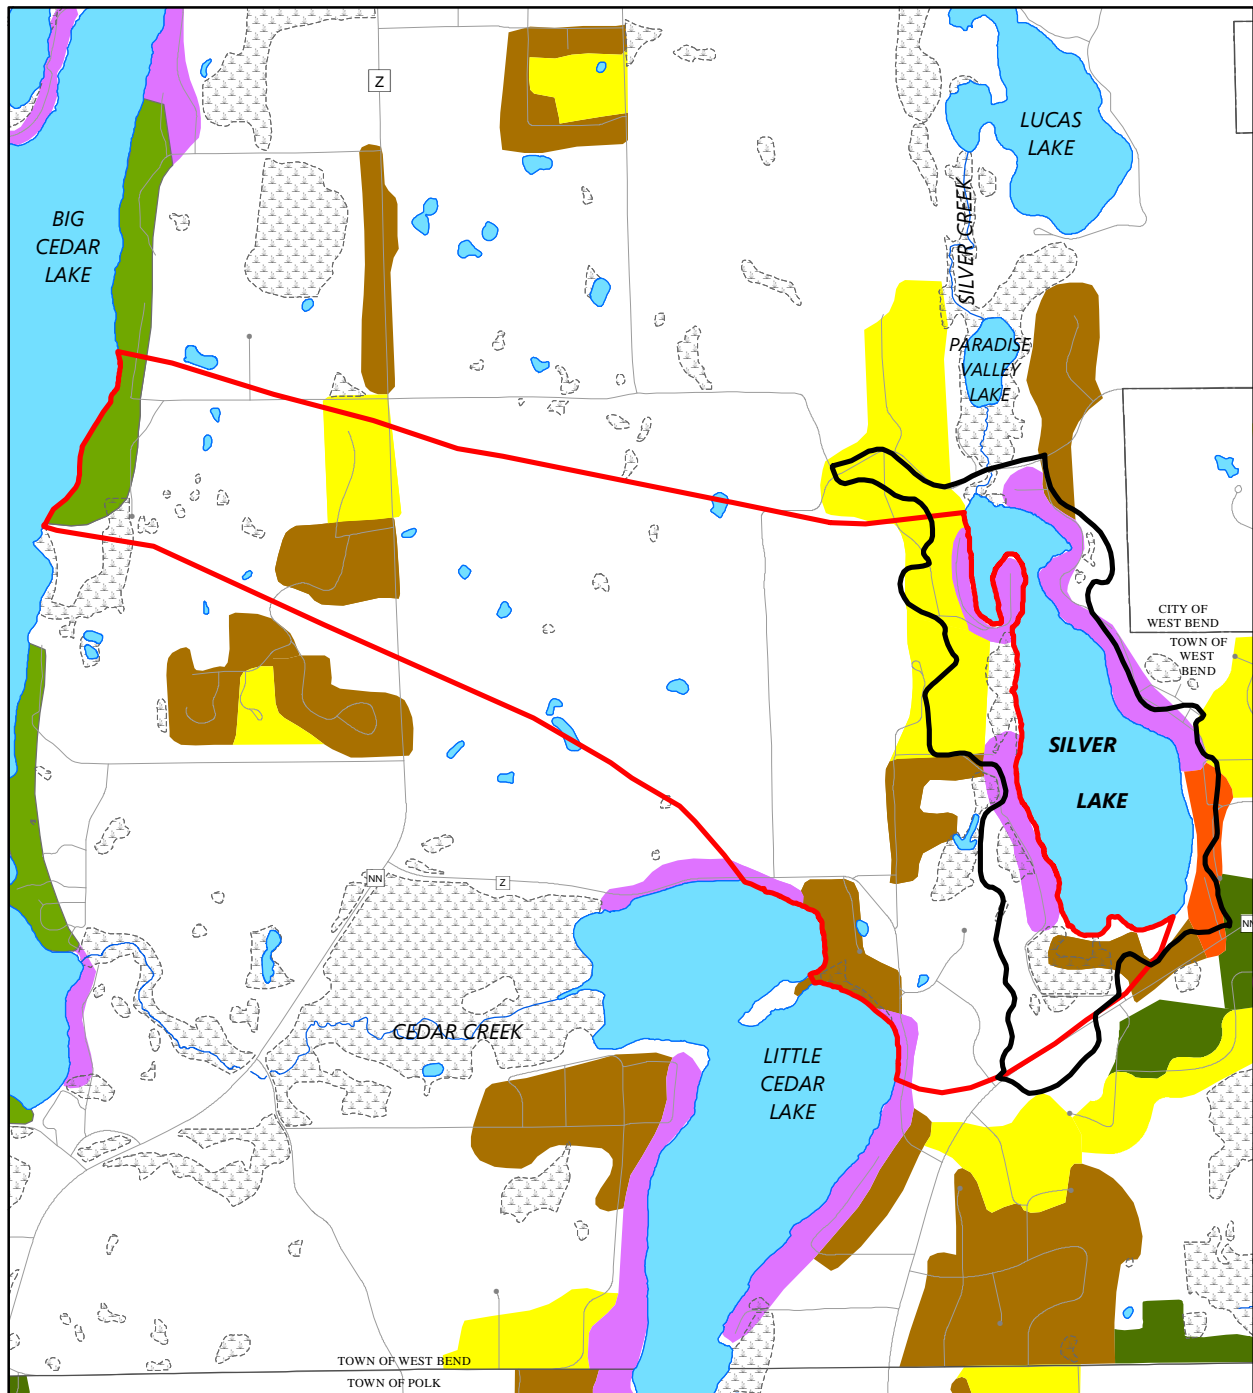 Z
LUCAS
LAKE
BIG
CEDAR
LAKE
SILVER CREEK
PARADISE
VALLEY
LAKE
CITY OF
WEST BEND
TOWN OF
WEST
BEND
SILVER
LAKE
NN
Z
NN
CEDAR CREEK
LITTLE
CEDAR
LAKE
TOWN OF WEST BEND
TOWN OF POLK